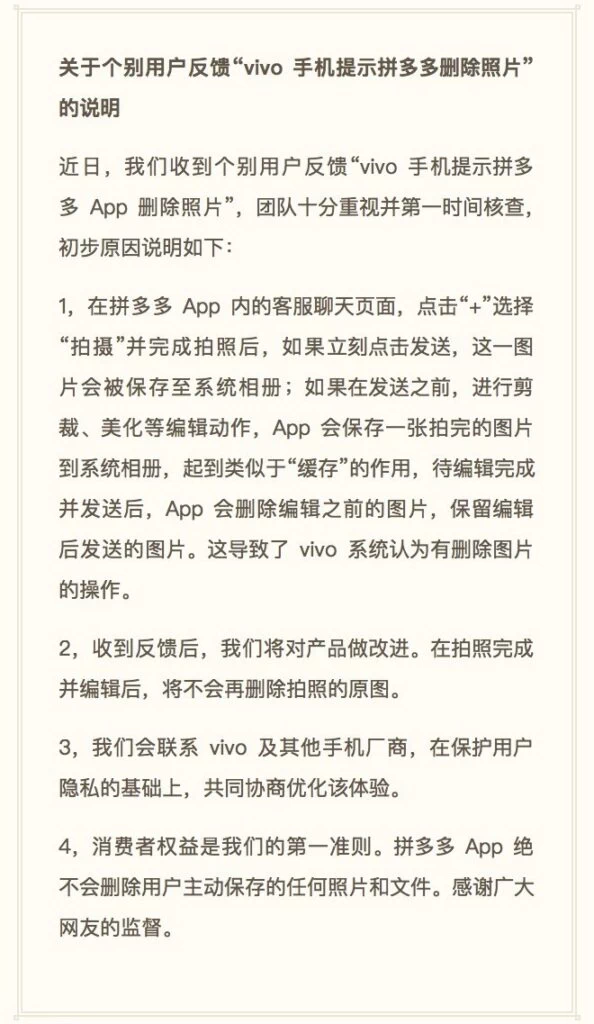 关于个别用户反馈“vivo 手机提示拼多多删除照片”
的说明
近日，我们收到个别用户反馈“vivo 手机提示拼多
多 App 删除照片”，团队十分重视并第一时间核查，
初步原因说明如下：
1，在拼多多 App 内的客服聊天页面，点击“+”选择
“拍摄”并完成拍照后，如果立刻点击发送，这一图
片会被保存至系统相册；如果在发送之前，进行剪
裁、美化等编辑动作，App 会保存一张拍完的图片
到系统相册，起到类似于“缓存”的作用，待编辑完成
并发送后，App 会删除编辑之前的图片，保留编辑
后发送的图片。这导致了 vivo 系统认为有删除图片
的操作。
2，收到反馈后，我们将对产品做改进。在拍照完成
并编辑后，将不会再删除拍照的原图。
3，我们会联系 vivo 及其他手机厂商，在保护用户
隐私的基础上，共同协商优化该体验。
4，消费者权益是我们的第一准则。拼多多 App 绝
不会删除用户主动保存的任何照片和文件。感谢广大
网友的监督。